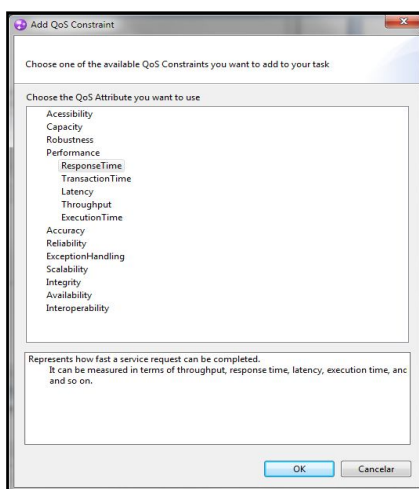 Add QoS Constraint
Choose one of the available QoS Constraints you want to add to your task
Choose the QoS Attribute you want to use
Acessibility
Capacity
Robustness
Performance
ResponseTime
TransactionTime
Latency
Throughput
ExecutionTime
Accuracy
Reliability
ExceptionHandling
Scalability
Integrity
Availability
Interoperability
Represents how fast a service request can be completed.
It can be measured in terms of throughput, response time, latency, execution time, and
and so on.
OK
Cancelar